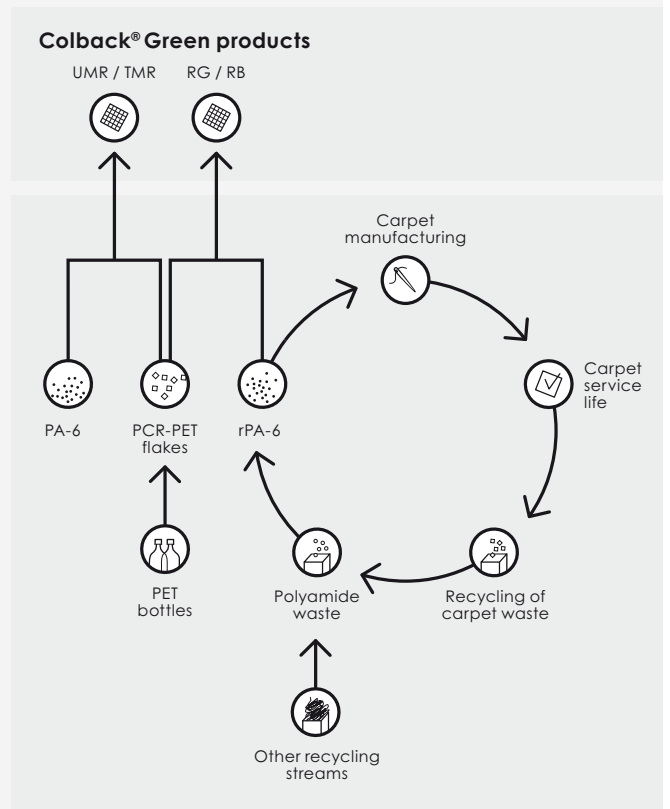 Colback® Green products
UMR / TMR
RG / RB
Carpet
manufacturing
Carpet
service
life
PA-6
PCR-PET
flakes
rPA-6
PET
bottles
Polyamide
waste
Recycling of
carpet waste
Other recycling
streams